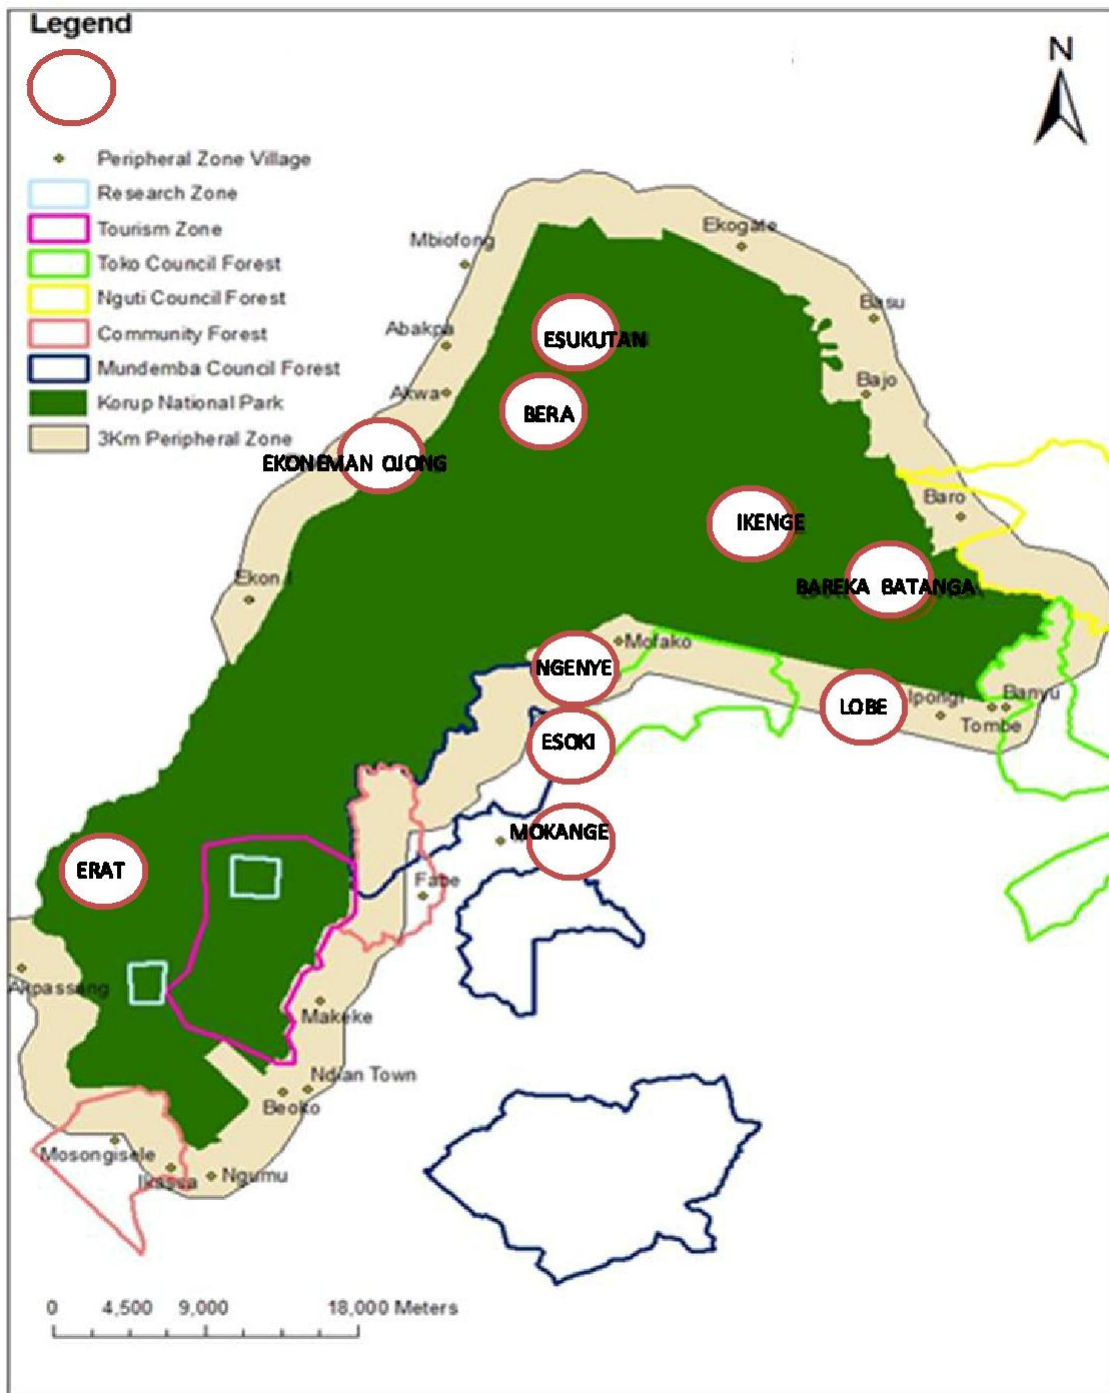 Legend
N
Peripheral Zone Village
Research Zone
Tourism Zone
Toko Council Forest
Nguti Council Forest
Community Forest
Mundemba Council Forest
Korup National Park
3Km Peripheral Zone
Ekogate
Mbiofong
Basu
Abakpa
ESUKUTAN
Bajo
Akwa
BERA
EKONEMAN OJONG
Baro
IKENGE
Ekon I
BAREKA BATANGA
Mofako
NGENYE
Ipongi
Banyu
LOBE
Tombe
ESOKI
MOKANGE
ERAT
Fabe
Akpassang
Makeke
Ndian Town
Beoko
Mosongisele
Ikassa
Ngumu
0 4,500 9,000 18,000 Meters